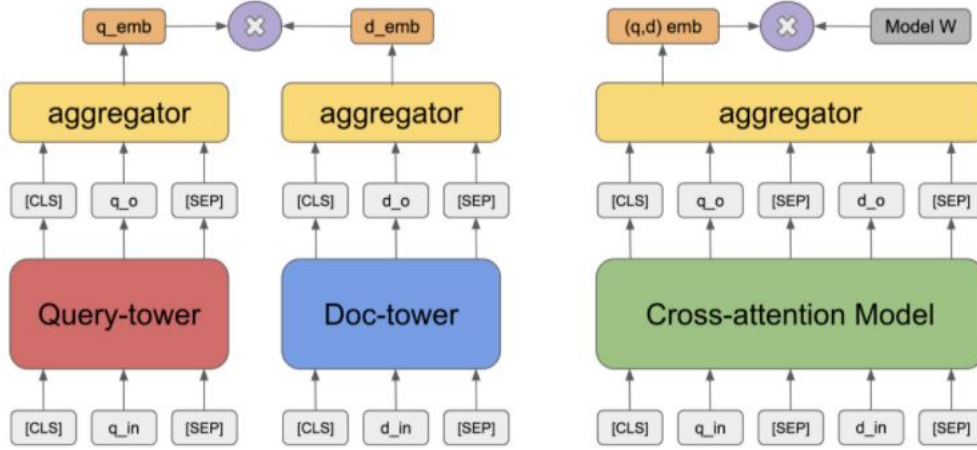 q_emb d_emb (q,d) emb Model W
aggregator aggregator aggregator
[CLS] q_o [SEP] [CLS] d_o [SEP] [CLS] q_o [SEP] d_o [SEP]
Query-tower Doc-tower Cross-attention Model
[CLS] q_in [SEP] [CLS] d_in [SEP] [CLS] q_in [SEP] d_in [SEP]